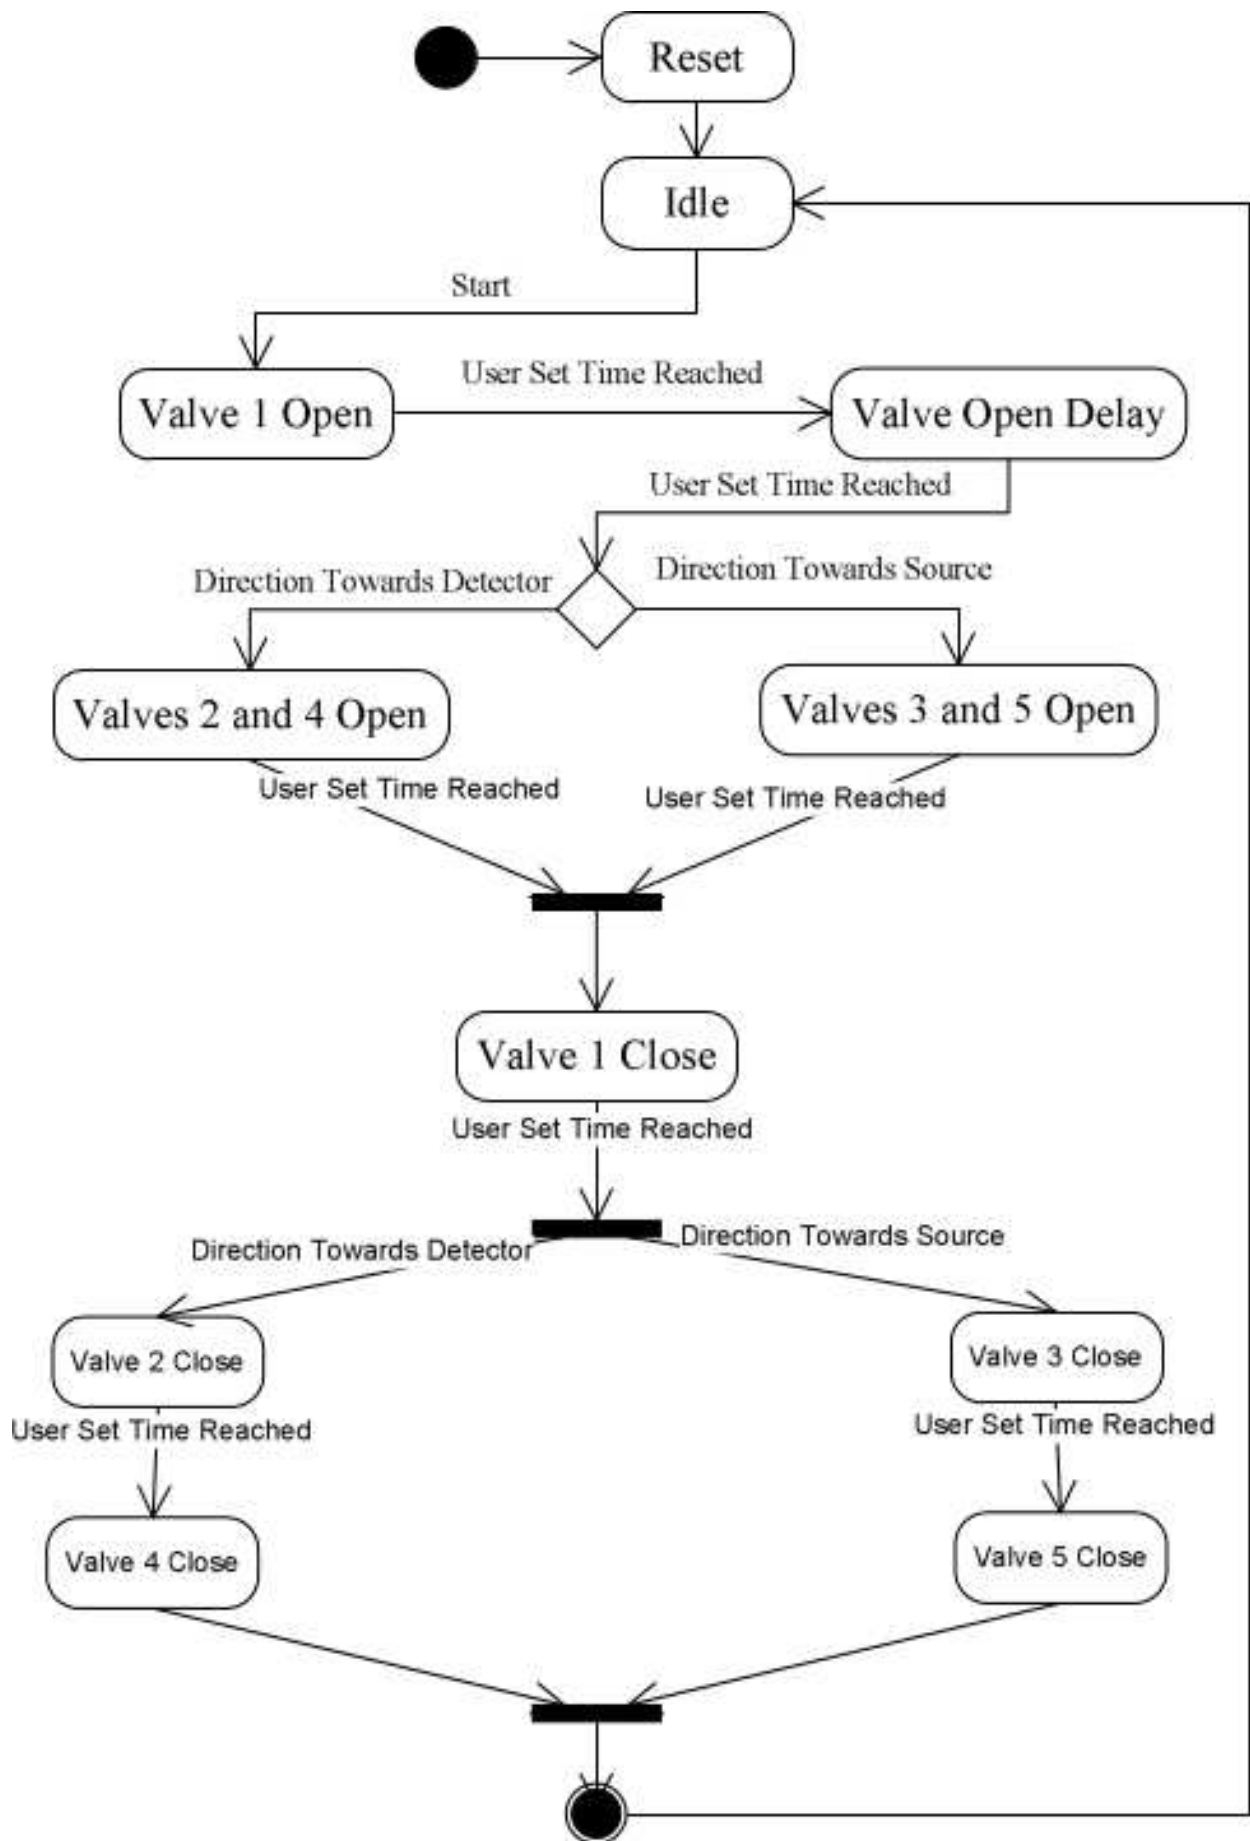 Reset
Idle
Start
User Set Time Reached
Valve 1 Open
Valve Open Delay
User Set Time Reached
Direction Towards Detector
Direction Towards Source
Valves 2 and 4 Open
Valves 3 and 5 Open
User Set Time Reached
User Set Time Reached
Valve 1 Close
User Set Time Reached
Direction Towards Detector
Direction Towards Source
Valve 2 Close
Valve 3 Close
User Set Time Reached
User Set Time Reached
Valve 4 Close
Valve 5 Close